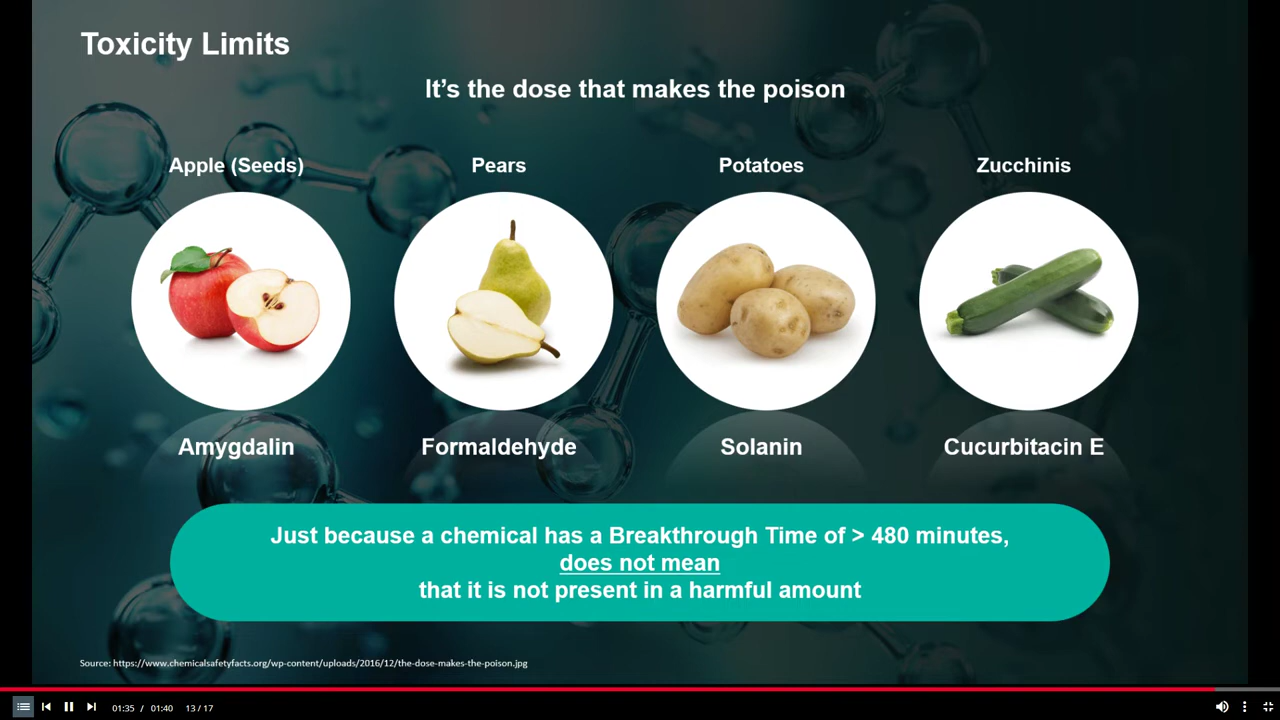 Toxicity Limits
It’s the dose that makes the poison
Apple (Seeds)
Pears
Potatoes
Zucchinis
Amygdalin
Formaldehyde
Solanin
Cucurbitacin E
Just because a chemical has a Breakthrough Time of > 480 minutes,
does not mean
that it is not present in a harmful amount
Source: https://www.chemicalsafetyfacts.org/wp-content/uploads/2016/12/the-dose-makes-the-poison.jpg
01:35 / 01:40 13 / 17